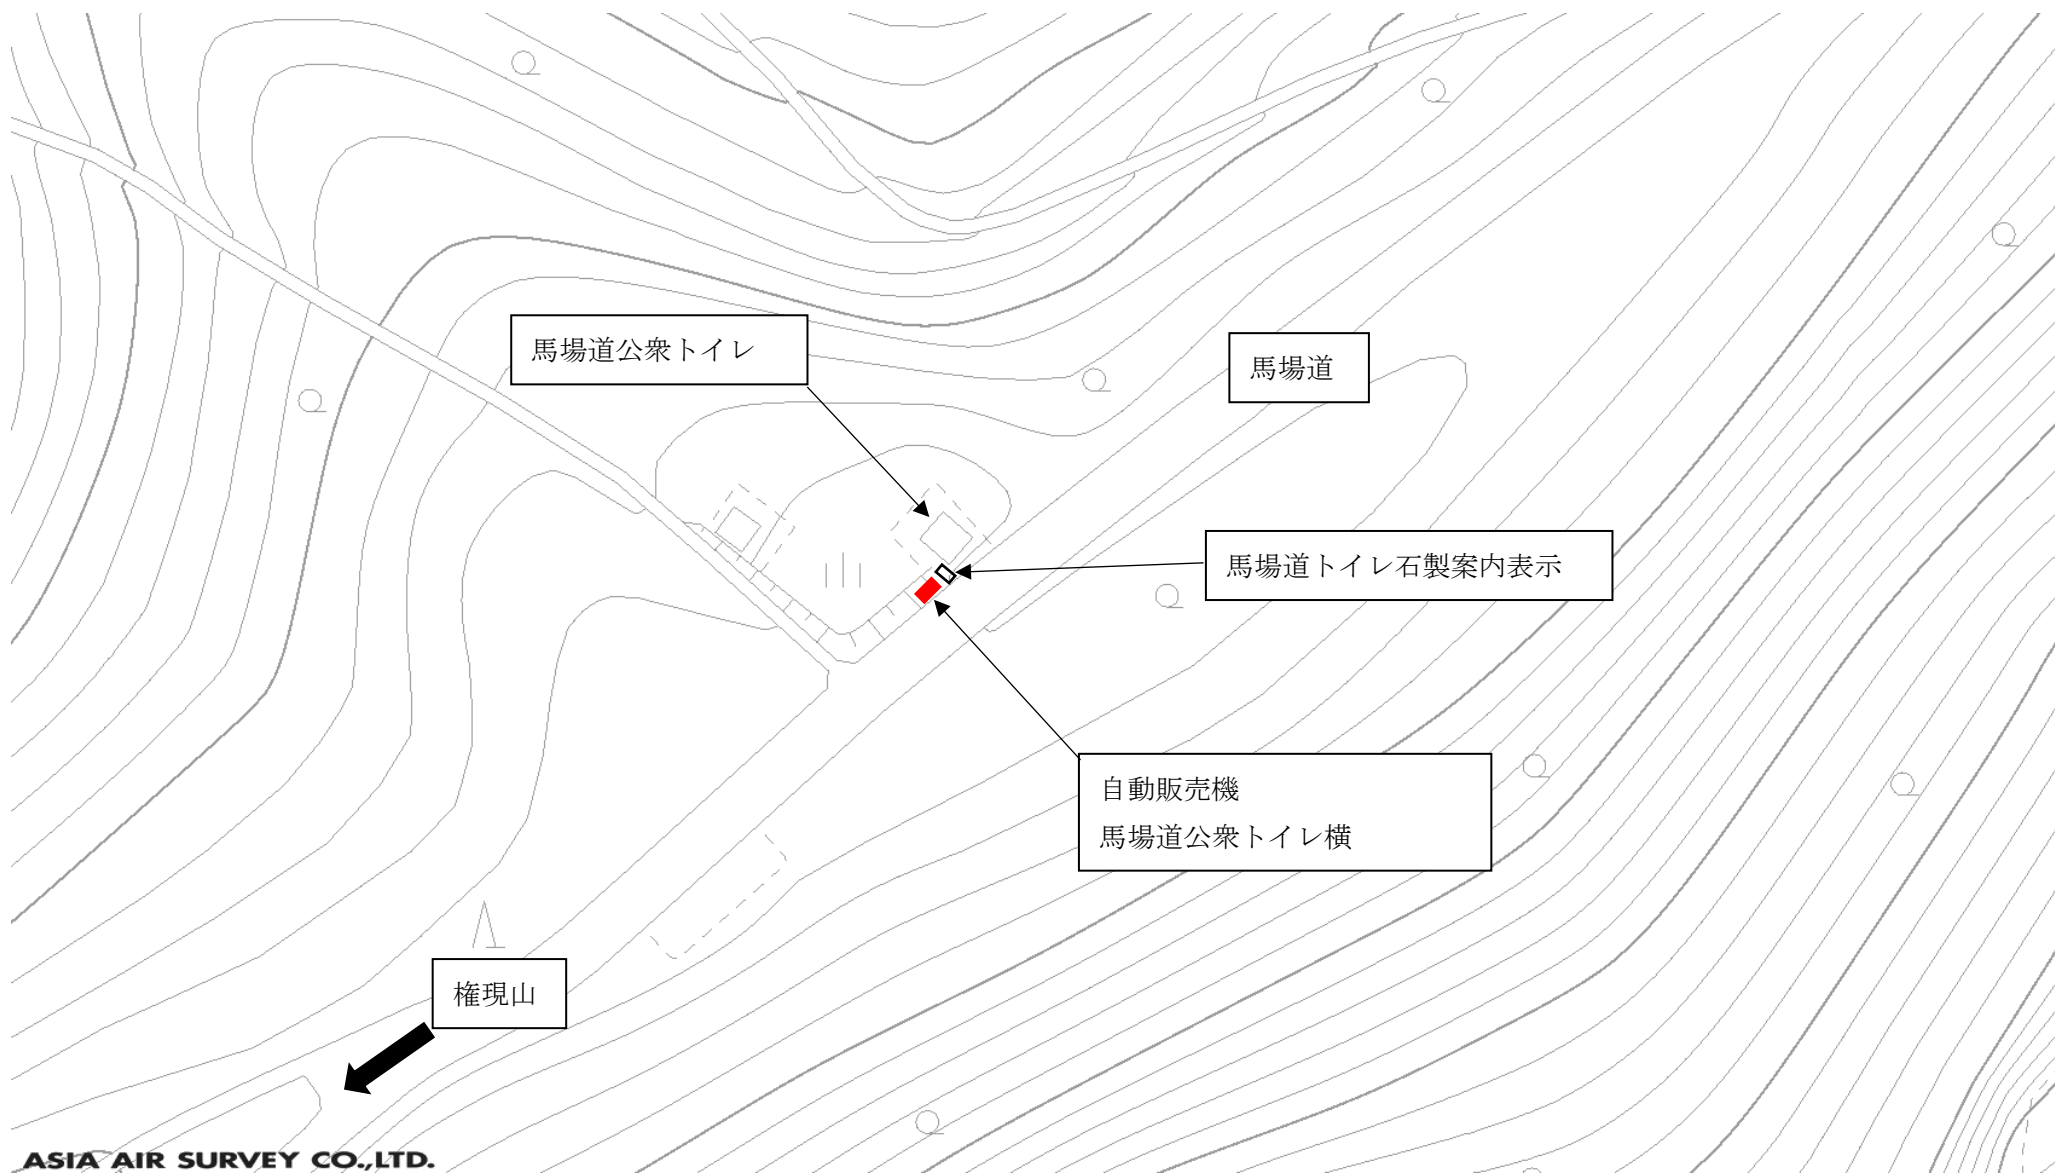 馬場道公衆トイレ
馬場道
馬場道トイレ石製案内表示
自動販売機
馬場道公衆トイレ横
権現山
ASIA AIR SURVEY CO.,LTD.